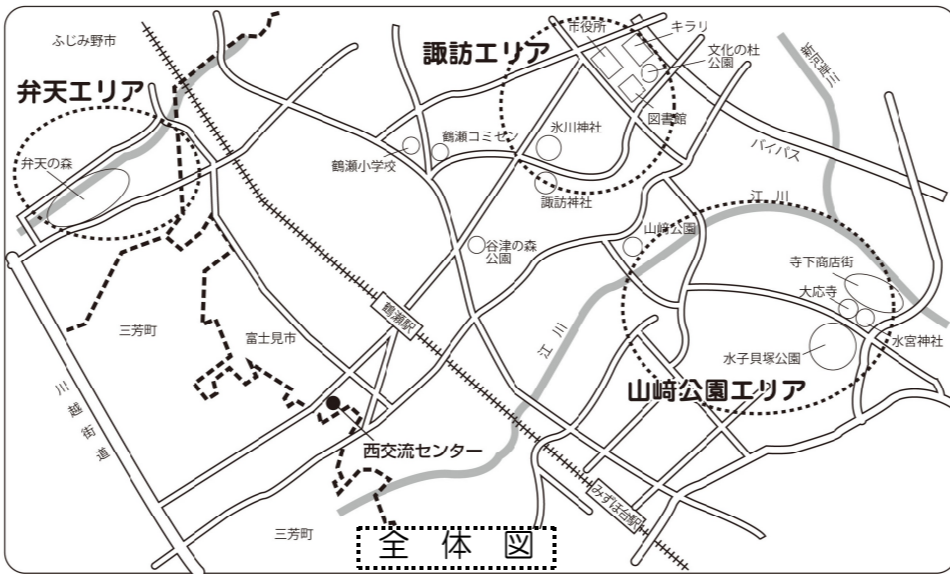 ふじみ野市
弁天エリア
弁天の森
諏訪エリア
市役所
キラリ
文化の杜
公園
図書館
氷川神社
鶴瀬コミセン
鶴瀬小学校
諏訪神社
新河岸川
バイパス
江川
山﨑公園
谷津の森
公園
寺下商店街
大応寺
水宮神社
水子貝塚公園
山﨑公園エリア
鶴瀬駅
江川
三芳町
富士見市
川越街道
西交流センター
みずほ台駅
三芳町
全体図